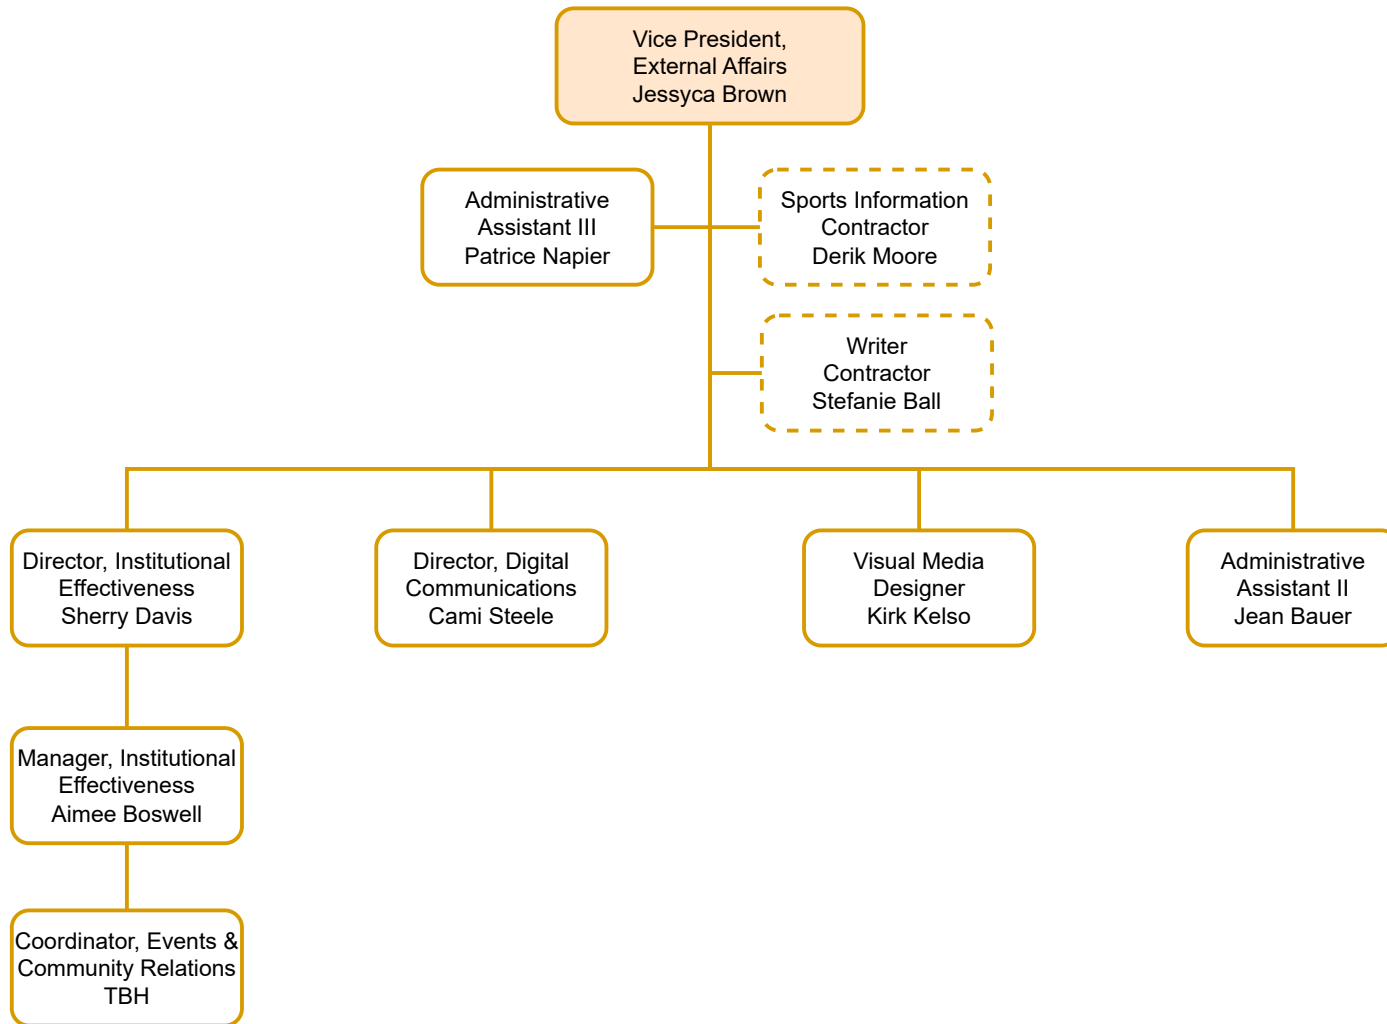 Vice President,
External Affairs
Jessyca Brown
Administrative
Assistant III
Patrice Napier
Sports Information
Contractor
Derik Moore
Writer
Contractor
Stefanie Ball
Director, Institutional
Effectiveness
Sherry Davis
Director, Digital
Communications
Cami Steele
Visual Media
Designer
Kirk Kelso
Administrative
Assistant II
Jean Bauer
Manager, Institutional
Effectiveness
Aimee Boswell
Coordinator, Events &
Community Relations
TBH